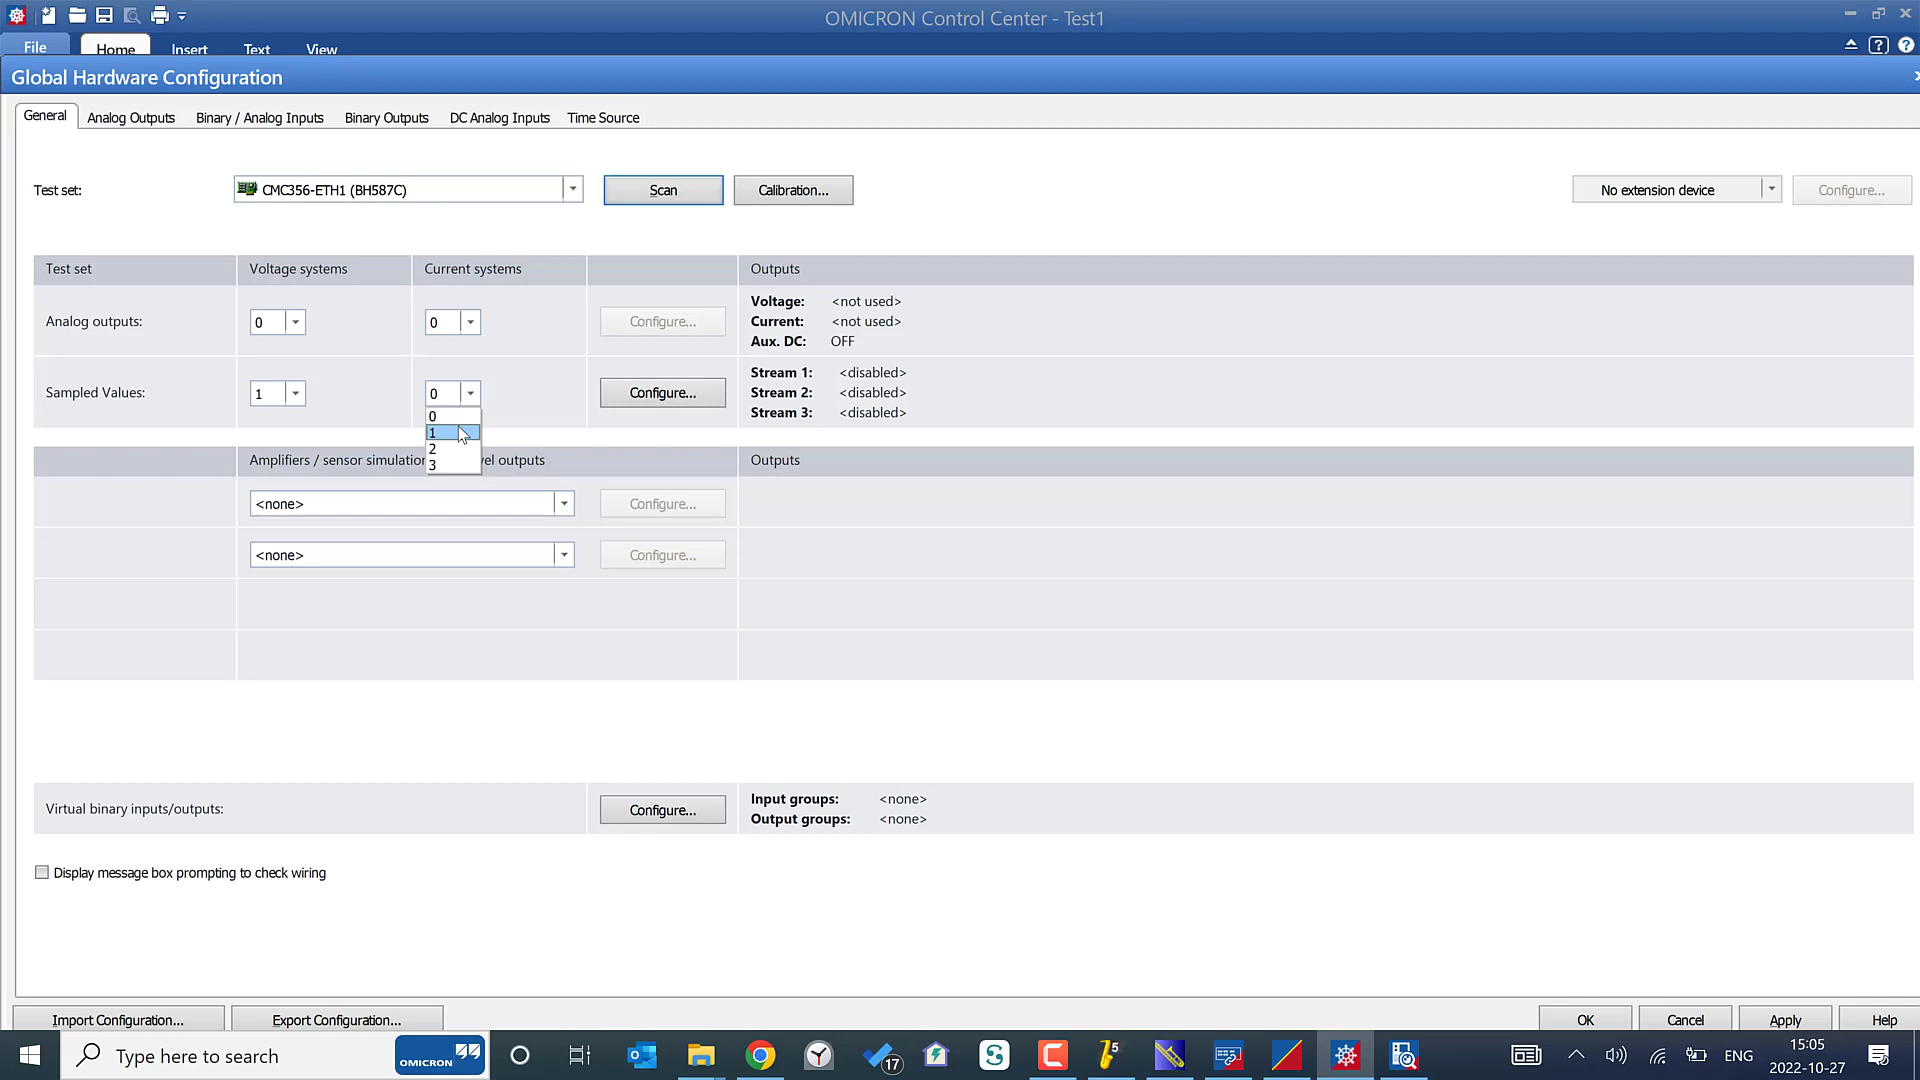 OMICRON Control Center - Test1
File Home Insert Text View
Global Hardware Configuration
General Analog Outputs Binary / Analog Inputs Binary Outputs DC Analog Inputs Time Source
Test set: CMC356-ETH1 (BH587C) Scan Calibration... No extension device Configure...
Test set Voltage systems Current systems Outputs
Analog outputs: 0 0 Configure...
Voltage: <not used>
Current: <not used>
Aux. DC: OFF
Sampled Values: 1 0 Configure...
Stream 1: <disabled>
Stream 2: <disabled>
Stream 3: <disabled>
0
1
2
3
Amplifiers / sensor simulation vel outputs Outputs
<none> Configure...
<none> Configure...
Virtual binary inputs/outputs: Configure...
Input groups: <none>
Output groups: <none>
Display message box prompting to check wiring
Import Configuration... Export Configuration... OK Cancel Apply Help
Type here to search OMICRON 17 S C 5 ENG
15:05
2022-10-27